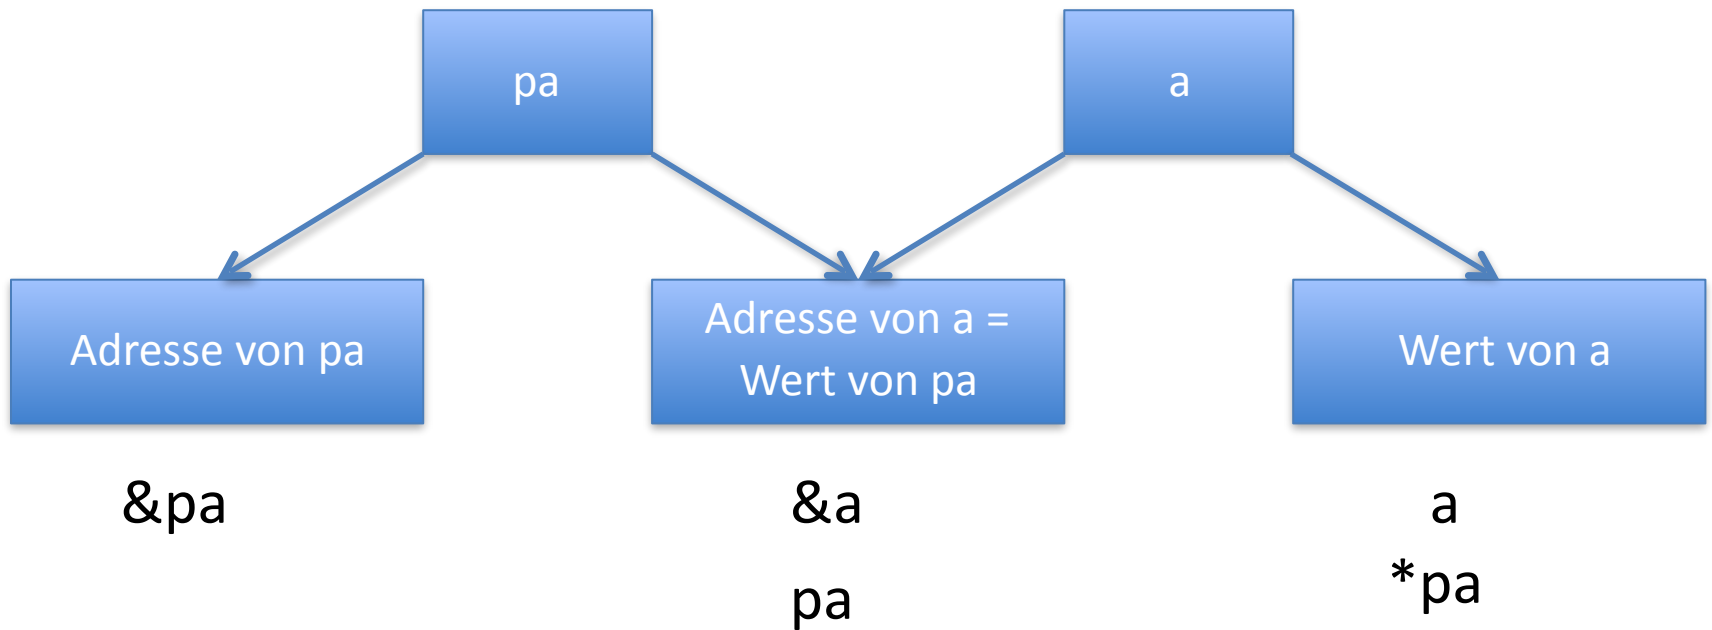 pa
a
Adresse von pa
Adresse von a =
Wert von pa
Wert von a
&pa
&a
a
pa
*pa